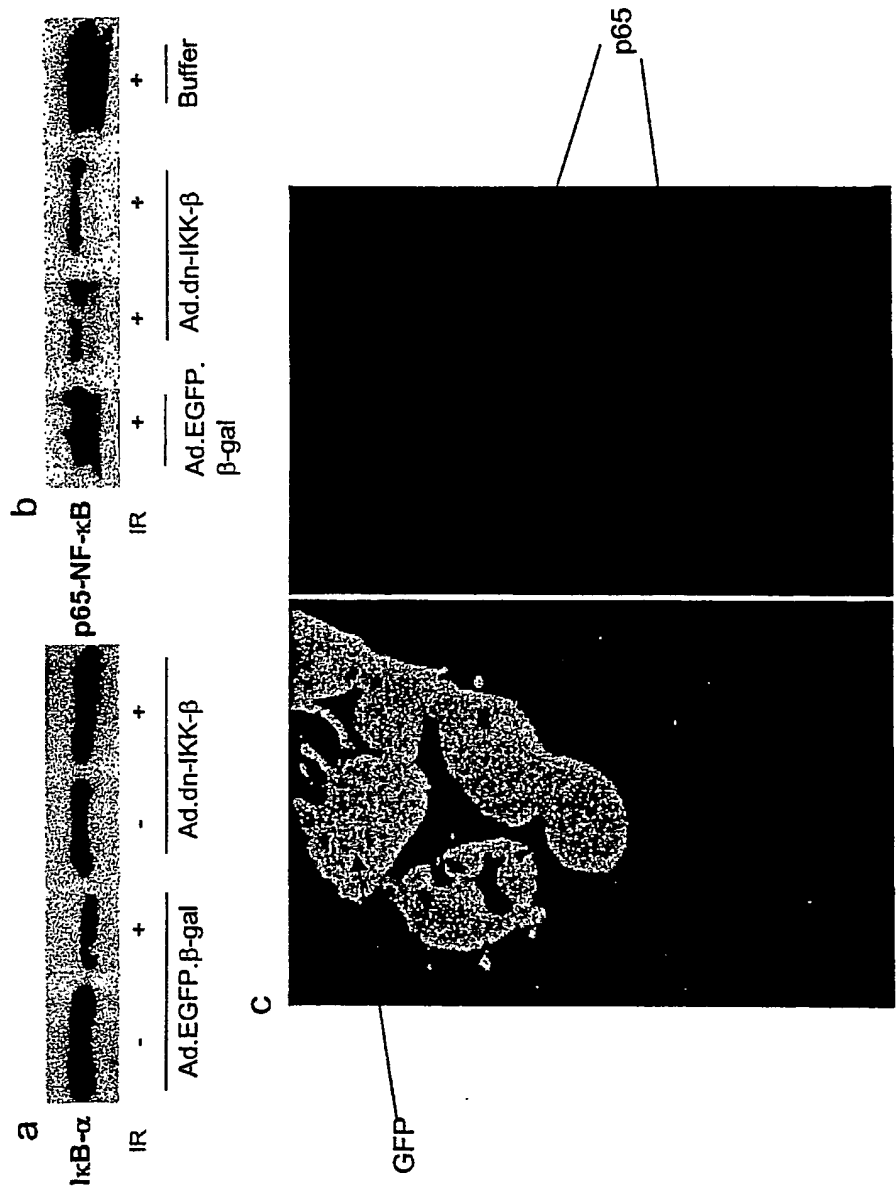 a
IκB-α
IR - + - +
Ad.EGFP.β-gal Ad.dn-IKK-β
b
p65-NF-κB
IR + + + +
Ad.EGFP.
β-gal
Ad.dn-IKK-β Buffer
c
GFP
p65